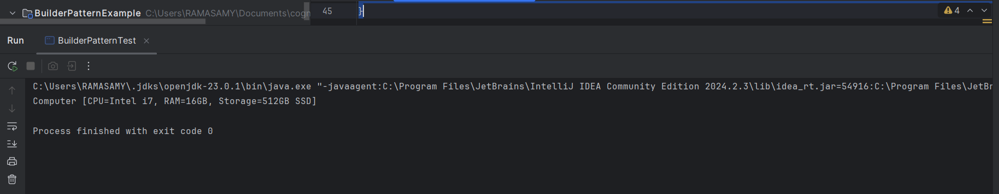 BuilderPatternExample C:\Users\RAMASAMY\Documents\cogn
45 }
4
Run BuilderPatternTest
C:\Users\RAMASAMY\.jdks\openjdk-23.0.1\bin\java.exe "-javaagent:C:\Program Files\JetBrains\IntelliJ IDEA Community Edition 2024.2.3\lib\idea_rt.jar=54916:C:\Program Files\JetBr
Computer [CPU=Intel i7, RAM=16GB, Storage=512GB SSD]
Process finished with exit code 0